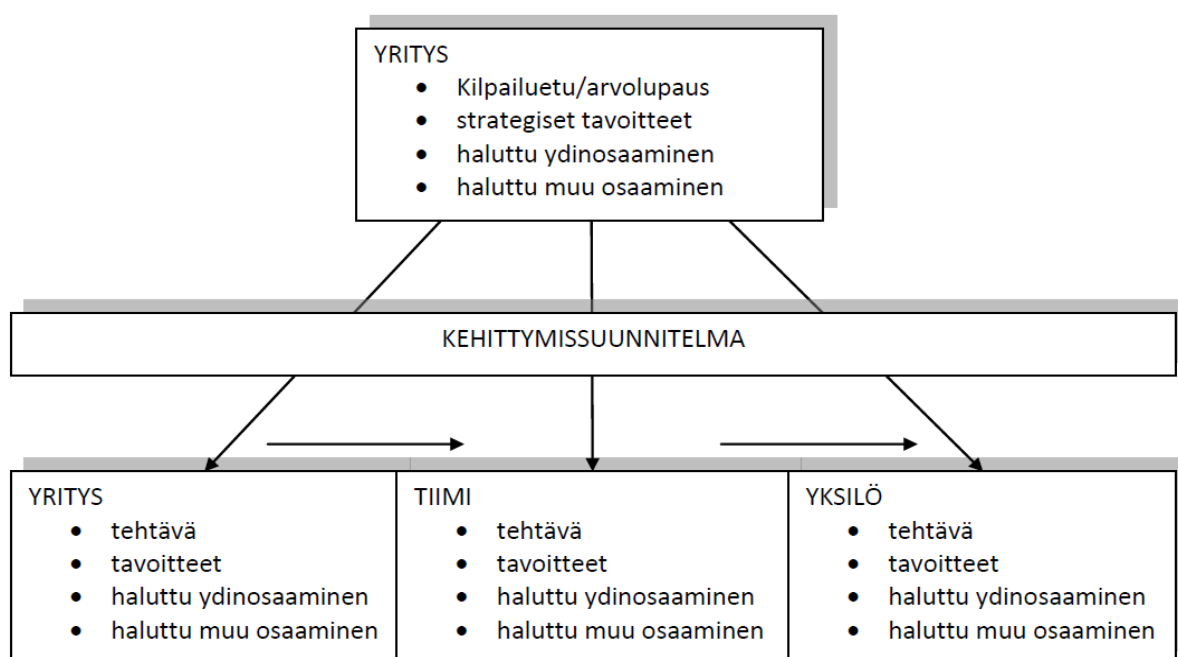 YRITYS
• Kilpailuetu/arvolupaus
• strategiset tavoitteet
• haluttu ydinosaaminen
• haluttu muu osaaminen
KEHITTYMISSUUNNITELMA
YRITYS
• tehtävä
• tavoitteet
• haluttu ydinosaaminen
• haluttu muu osaaminen
TIIMI
• tehtävä
• tavoitteet
• haluttu ydinosaaminen
• haluttu muu osaaminen
YKSILÖ
• tehtävä
• tavoitteet
• haluttu ydinosaaminen
• haluttu muu osaaminen